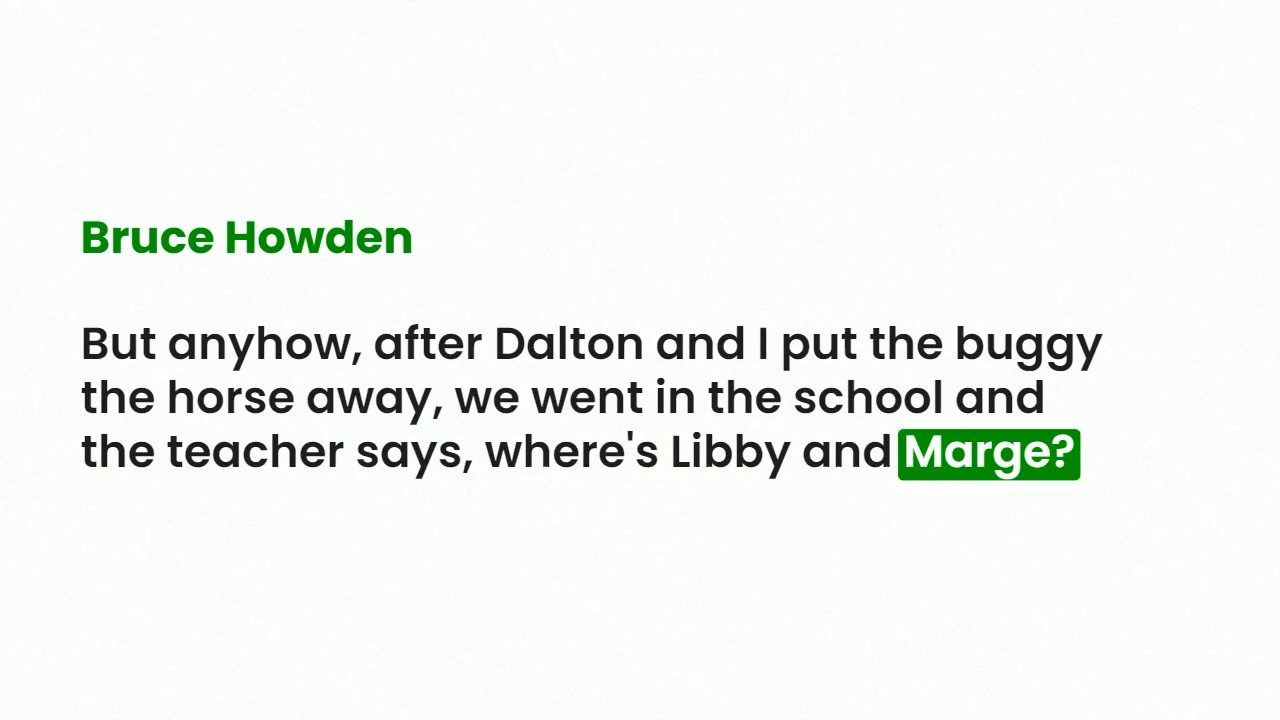 Bruce Howden
But anyhow, after Dalton and I put the buggy
the horse away, we went in the school and
the teacher says, where's Libby and Marge?